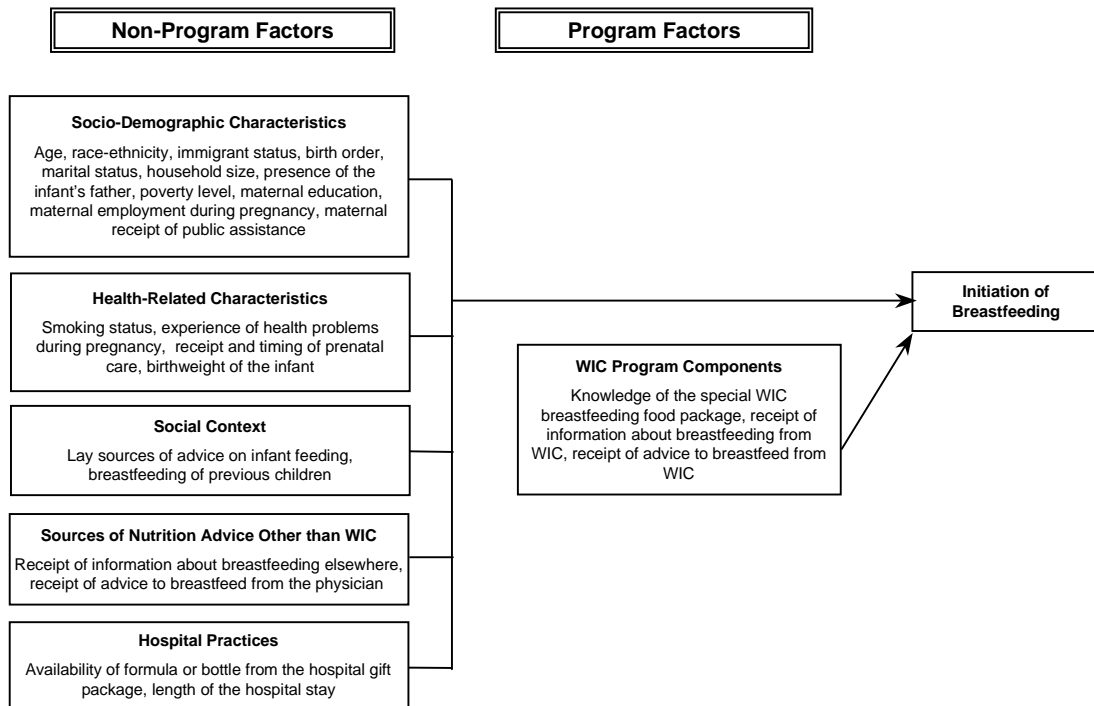 Non-Program Factors
Program Factors
Socio-Demographic Characteristics
Age, race-ethnicity, immigrant status, birth order,
marital status, household size, presence of the
infant's father, poverty level, maternal education,
maternal employment during pregnancy, maternal
receipt of public assistance
Health-Related Characteristics
Smoking status, experience of health problems
during pregnancy, receipt and timing of prenatal
care, birthweight of the infant
Social Context
Lay sources of advice on infant feeding,
breastfeeding of previous children
Sources of Nutrition Advice Other than WIC
Receipt of information about breastfeeding elsewhere,
receipt of advice to breastfeed from the physician
Hospital Practices
Availability of formula or bottle from the hospital gift
package, length of the hospital stay
WIC Program Components
Knowledge of the special WIC
breastfeeding food package, receipt of
information about breastfeeding from
WIC, receipt of advice to breastfeed from
WIC
Initiation of
Breastfeeding